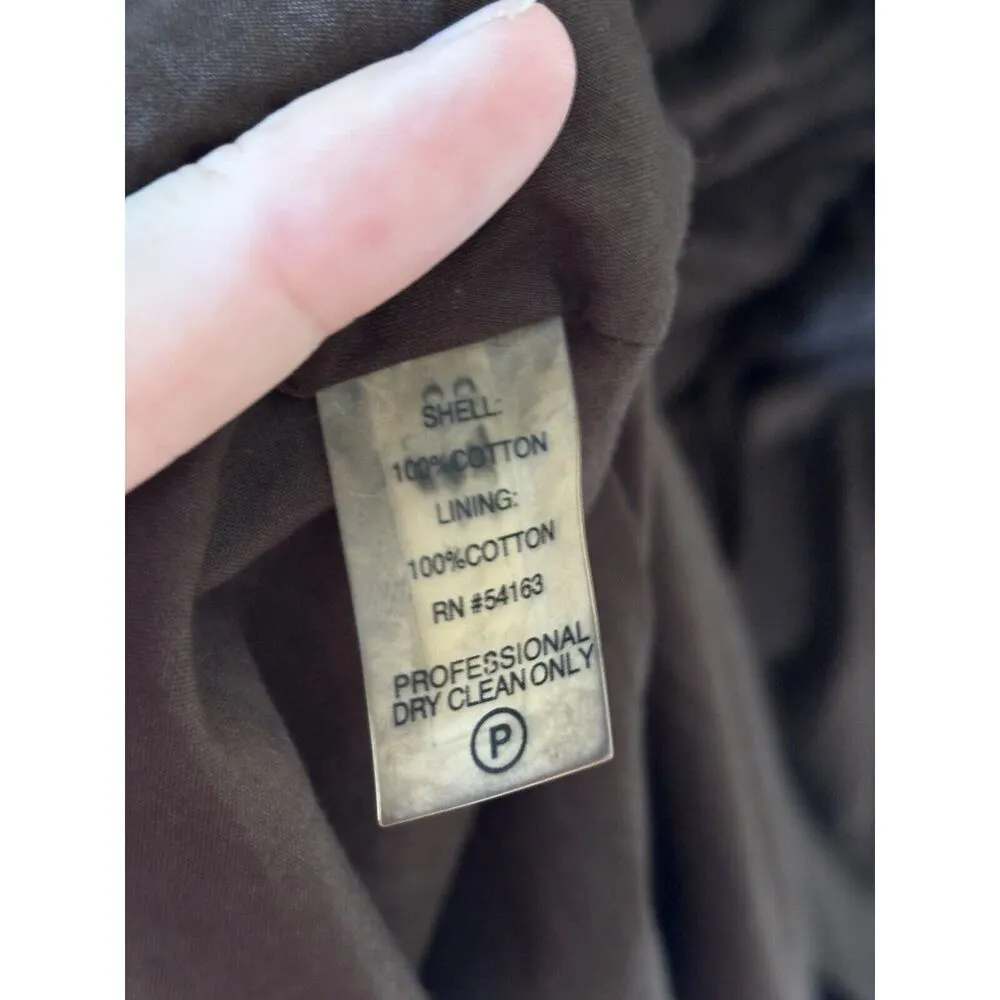 SHELL:
100%COTTON
LINING:
100%COTTON
RN #54163
PROFESSIONAL
DRY CLEAN ONLY
P